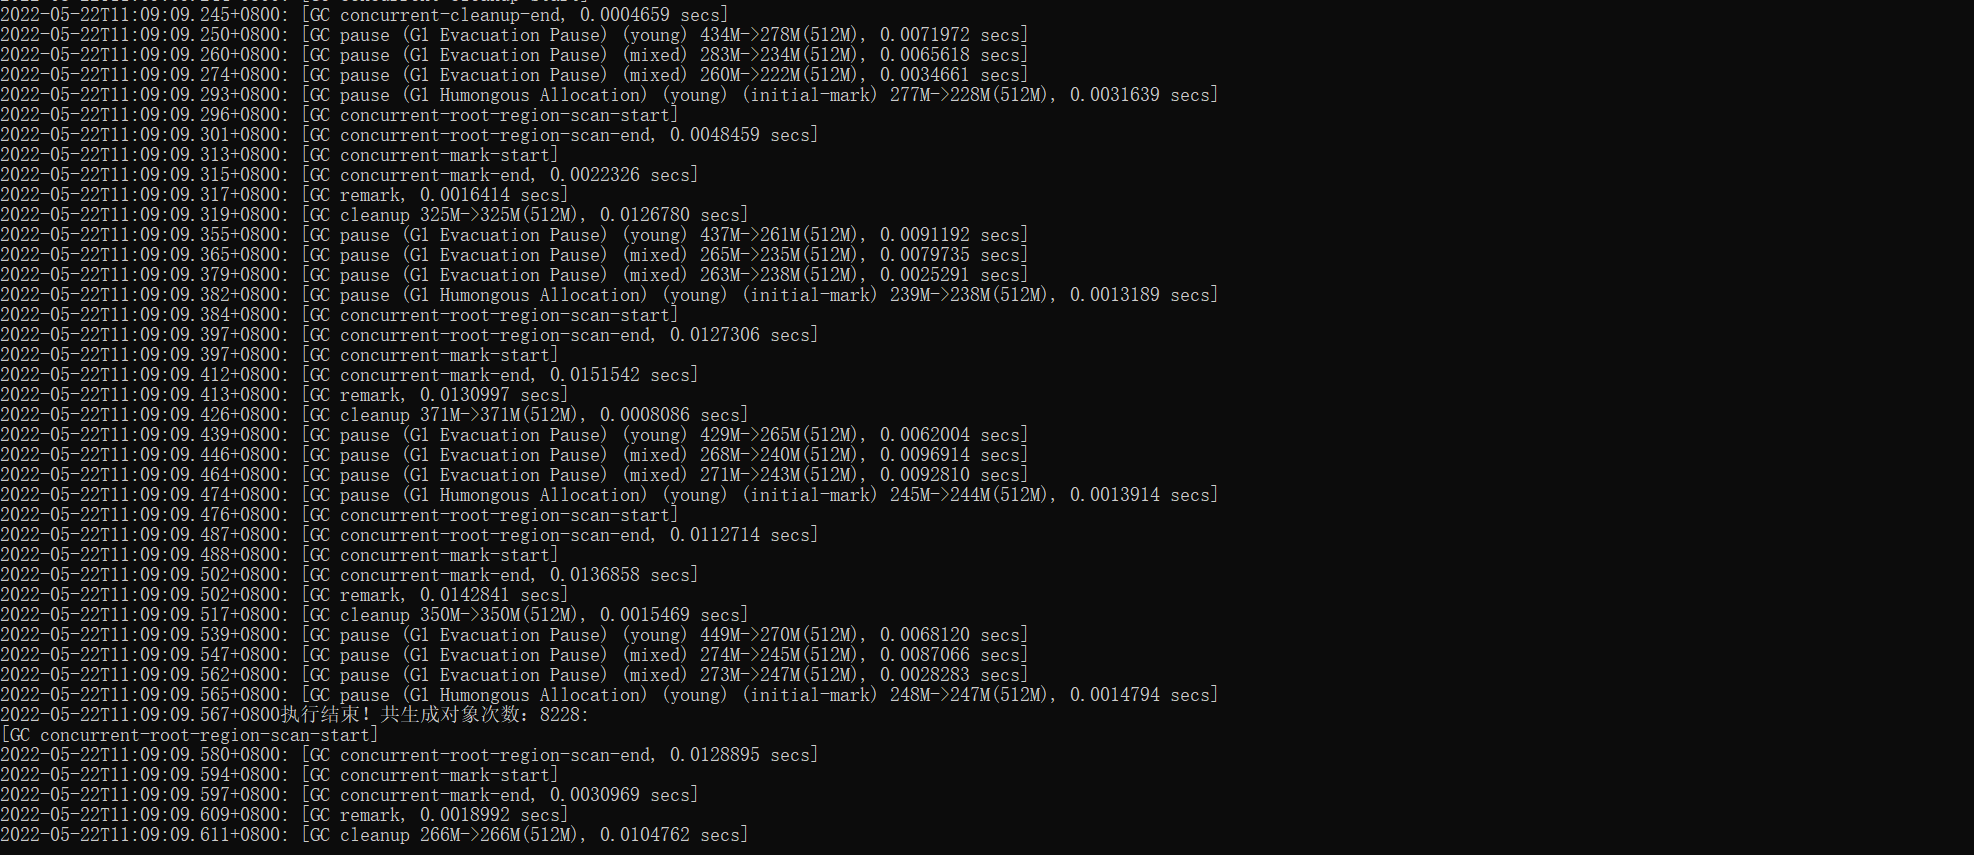 2022-05-22T11:09:09.245+0800: [GC concurrent-cleanup-end, 0.0004659 secs]
2022-05-22T11:09:09.250+0800: [GC pause (G1 Evacuation Pause) (young) 434M->278M(512M), 0.0071972 secs]
2022-05-22T11:09:09.260+0800: [GC pause (G1 Evacuation Pause) (mixed) 283M->234M(512M), 0.0065618 secs]
2022-05-22T11:09:09.274+0800: [GC pause (G1 Evacuation Pause) (mixed) 260M->222M(512M), 0.0034661 secs]
2022-05-22T11:09:09.293+0800: [GC pause (G1 Humongous Allocation) (young) (initial-mark) 277M->228M(512M), 0.0031639 secs]
2022-05-22T11:09:09.296+0800: [GC concurrent-root-region-scan-start]
2022-05-22T11:09:09.301+0800: [GC concurrent-root-region-scan-end, 0.0048459 secs]
2022-05-22T11:09:09.313+0800: [GC concurrent-mark-start]
2022-05-22T11:09:09.315+0800: [GC concurrent-mark-end, 0.0022326 secs]
2022-05-22T11:09:09.317+0800: [GC remark, 0.0016414 secs]
2022-05-22T11:09:09.319+0800: [GC cleanup 325M->325M(512M), 0.0126780 secs]
2022-05-22T11:09:09.355+0800: [GC pause (G1 Evacuation Pause) (young) 437M->261M(512M), 0.0091192 secs]
2022-05-22T11:09:09.365+0800: [GC pause (G1 Evacuation Pause) (mixed) 265M->235M(512M), 0.0079735 secs]
2022-05-22T11:09:09.379+0800: [GC pause (G1 Evacuation Pause) (mixed) 263M->238M(512M), 0.0025291 secs]
2022-05-22T11:09:09.382+0800: [GC pause (G1 Humongous Allocation) (young) (initial-mark) 239M->238M(512M), 0.0013189 secs]
2022-05-22T11:09:09.384+0800: [GC concurrent-root-region-scan-start]
2022-05-22T11:09:09.397+0800: [GC concurrent-root-region-scan-end, 0.0127306 secs]
2022-05-22T11:09:09.397+0800: [GC concurrent-mark-start]
2022-05-22T11:09:09.412+0800: [GC concurrent-mark-end, 0.0151542 secs]
2022-05-22T11:09:09.413+0800: [GC remark, 0.0130997 secs]
2022-05-22T11:09:09.426+0800: [GC cleanup 371M->371M(512M), 0.0008086 secs]
2022-05-22T11:09:09.439+0800: [GC pause (G1 Evacuation Pause) (young) 429M->265M(512M), 0.0062004 secs]
2022-05-22T11:09:09.446+0800: [GC pause (G1 Evacuation Pause) (mixed) 268M->240M(512M), 0.0096914 secs]
2022-05-22T11:09:09.464+0800: [GC pause (G1 Evacuation Pause) (mixed) 271M->243M(512M), 0.0092810 secs]
2022-05-22T11:09:09.474+0800: [GC pause (G1 Humongous Allocation) (young) (initial-mark) 245M->244M(512M), 0.0013914 secs]
2022-05-22T11:09:09.476+0800: [GC concurrent-root-region-scan-start]
2022-05-22T11:09:09.487+0800: [GC concurrent-root-region-scan-end, 0.0112714 secs]
2022-05-22T11:09:09.488+0800: [GC concurrent-mark-start]
2022-05-22T11:09:09.502+0800: [GC concurrent-mark-end, 0.0136858 secs]
2022-05-22T11:09:09.502+0800: [GC remark, 0.0142841 secs]
2022-05-22T11:09:09.517+0800: [GC cleanup 350M->350M(512M), 0.0015469 secs]
2022-05-22T11:09:09.539+0800: [GC pause (G1 Evacuation Pause) (young) 449M->270M(512M), 0.0068120 secs]
2022-05-22T11:09:09.547+0800: [GC pause (G1 Evacuation Pause) (mixed) 274M->245M(512M), 0.0087066 secs]
2022-05-22T11:09:09.562+0800: [GC pause (G1 Evacuation Pause) (mixed) 273M->247M(512M), 0.0028283 secs]
2022-05-22T11:09:09.565+0800: [GC pause (G1 Humongous Allocation) (young) (initial-mark) 248M->247M(512M), 0.0014794 secs]
2022-05-22T11:09:09.567+0800执行结束！共生成对象次数：8228:
[GC concurrent-root-region-scan-start]
2022-05-22T11:09:09.580+0800: [GC concurrent-root-region-scan-end, 0.0128895 secs]
2022-05-22T11:09:09.594+0800: [GC concurrent-mark-start]
2022-05-22T11:09:09.597+0800: [GC concurrent-mark-end, 0.0030969 secs]
2022-05-22T11:09:09.609+0800: [GC remark, 0.0018992 secs]
2022-05-22T11:09:09.611+0800: [GC cleanup 266M->266M(512M), 0.0104762 secs]